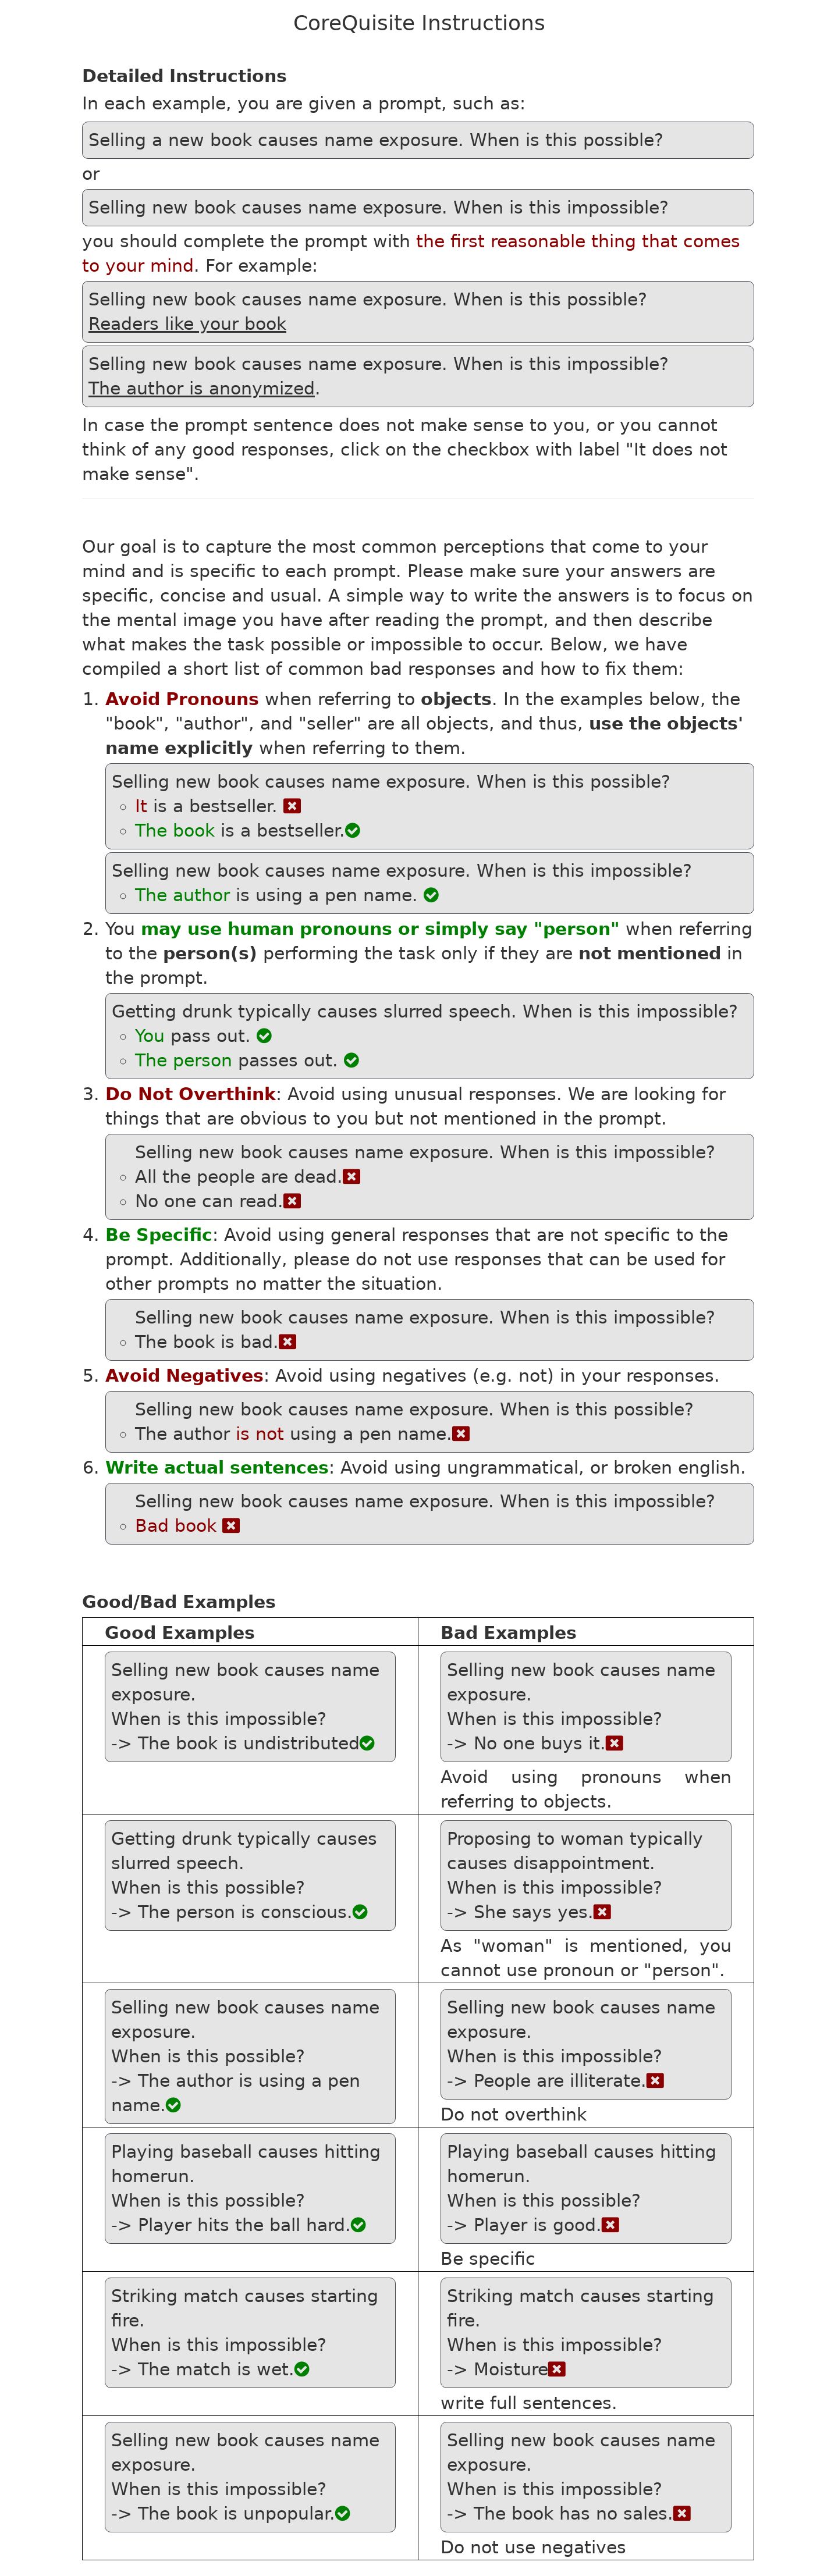 CoreQuisite Instructions
Detailed Instructions
In each example, you are given a prompt, such as:
Selling a new book causes name exposure. When is this possible?
or
Selling new book causes name exposure. When is this impossible?
you should complete the prompt with the first reasonable thing that comes
to your mind. For example:
Selling new book causes name exposure. When is this possible?
Readers like your book
Selling new book causes name exposure. When is this impossible?
The author is anonymized.
In case the prompt sentence does not make sense to you, or you cannot
think of any good responses, click on the checkbox with label "It does not
make sense".
Our goal is to capture the most common perceptions that come to your
mind and is specific to each prompt. Please make sure your answers are
specific, concise and usual. A simple way to write the answers is to focus on
the mental image you have after reading the prompt, and then describe
what makes the task possible or impossible to occur. Below, we have
compiled a short list of common bad responses and how to fix them:
1. Avoid Pronouns when referring to objects. In the examples below, the
"book", "author", and "seller" are all objects, and thus, use the objects'
name explicitly when referring to them.
Selling new book causes name exposure. When is this possible?
It is a bestseller.
The book is a bestseller.
Selling new book causes name exposure. When is this impossible?
The author is using a pen name.
2. You may use human pronouns or simply say "person" when referring
to the person(s) performing the task only if they are not mentioned in
the prompt.
Getting drunk typically causes slurred speech. When is this impossible?
You pass out.
The person passes out.
3. Do Not Overthink: Avoid using unusual responses. We are looking for
things that are obvious to you but not mentioned in the prompt.
Selling new book causes name exposure. When is this impossible?
All the people are dead.
No one can read.
4. Be Specific: Avoid using general responses that are not specific to the
prompt. Additionally, please do not use responses that can be used for
other prompts no matter the situation.
Selling new book causes name exposure. When is this impossible?
The book is bad.
5. Avoid Negatives: Avoid using negatives (e.g. not) in your responses.
Selling new book causes name exposure. When is this possible?
The author is not using a pen name.
6. Write actual sentences: Avoid using ungrammatical, or broken english.
Selling new book causes name exposure. When is this impossible?
Bad book
Good/Bad Examples
Good Examples
Bad Examples
Selling new book causes name
exposure.
When is this impossible?
-> The book is undistributed
Selling new book causes name
exposure.
When is this impossible?
-> No one buys it.
Avoid using pronouns when
referring to objects.
Getting drunk typically causes
slurred speech.
When is this possible?
-> The person is conscious.
Proposing to woman typically
causes disappointment.
When is this impossible?
-> She says yes.
As "woman" is mentioned, you
cannot use pronoun or "person".
Selling new book causes name
exposure.
When is this possible?
-> The author is using a pen
name.
Selling new book causes name
exposure.
When is this impossible?
-> People are illiterate.
Do not overthink
Playing baseball causes hitting
homerun.
When is this possible?
-> Player hits the ball hard.
Playing baseball causes hitting
homerun.
When is this possible?
-> Player is good.
Be specific
Striking match causes starting
fire.
When is this impossible?
-> The match is wet.
Striking match causes starting
fire.
When is this impossible?
-> Moisture
write full sentences.
Selling new book causes name
exposure.
When is this impossible?
-> The book is unpopular.
Selling new book causes name
exposure.
When is this impossible?
-> The book has no sales.
Do not use negatives